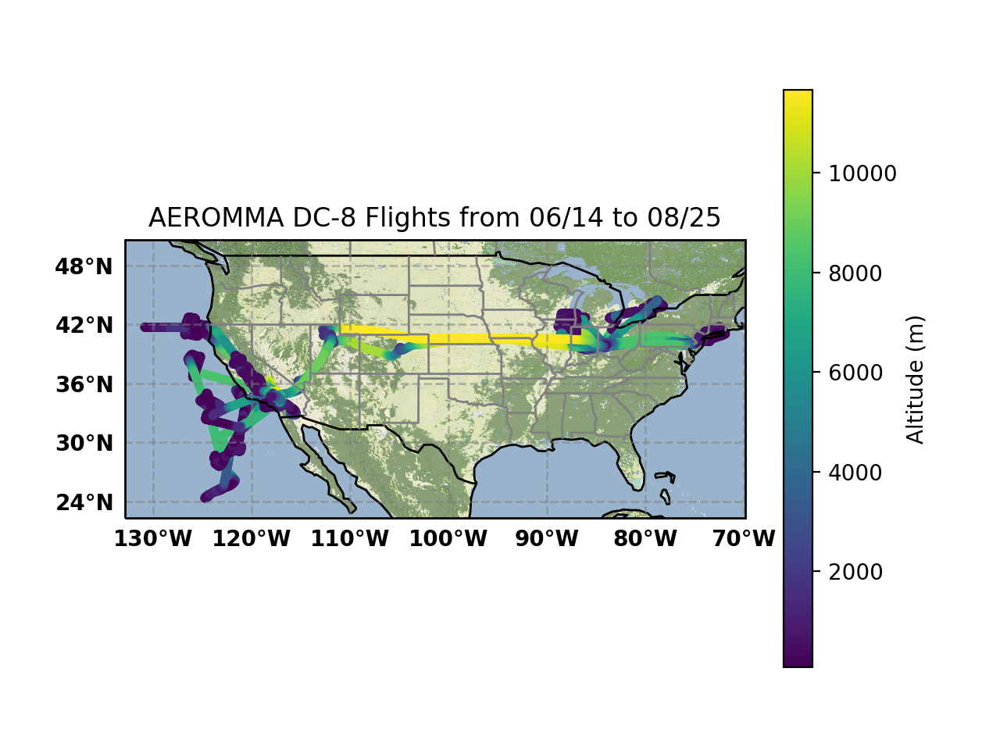 AEROMMA DC-8 Flights from 06/14 to 08/25
48°N
42°N
36°N
30°N
24°N
130°W 120°W 110°W 100°W 90°W 80°W 70°W
10000
8000
6000
4000
2000
Altitude (m)